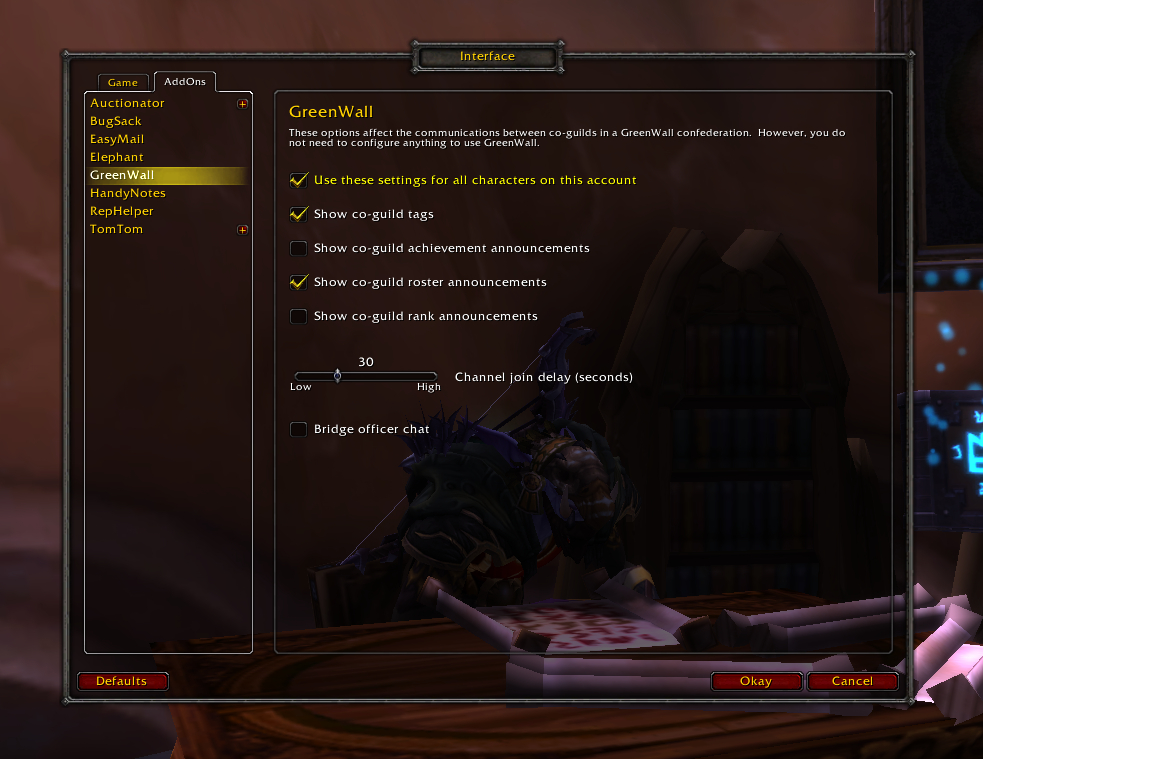 Interface
Game
AddOns
Auctionator
BugSack
EasyMail
Elephant
GreenWall
HandyNotes
RepHelper
TomTom
GreenWall
These options affect the communications between co-guilds in a GreenWall confederation.  However, you do
not need to configure anything to use GreenWall.
Use these settings for all characters on this account
Show co-guild tags
Show co-guild achievement announcements
Show co-guild roster announcements
Show co-guild rank announcements
30
Low
High
Channel join delay (seconds)
Bridge officer chat
Defaults
Okay
Cancel